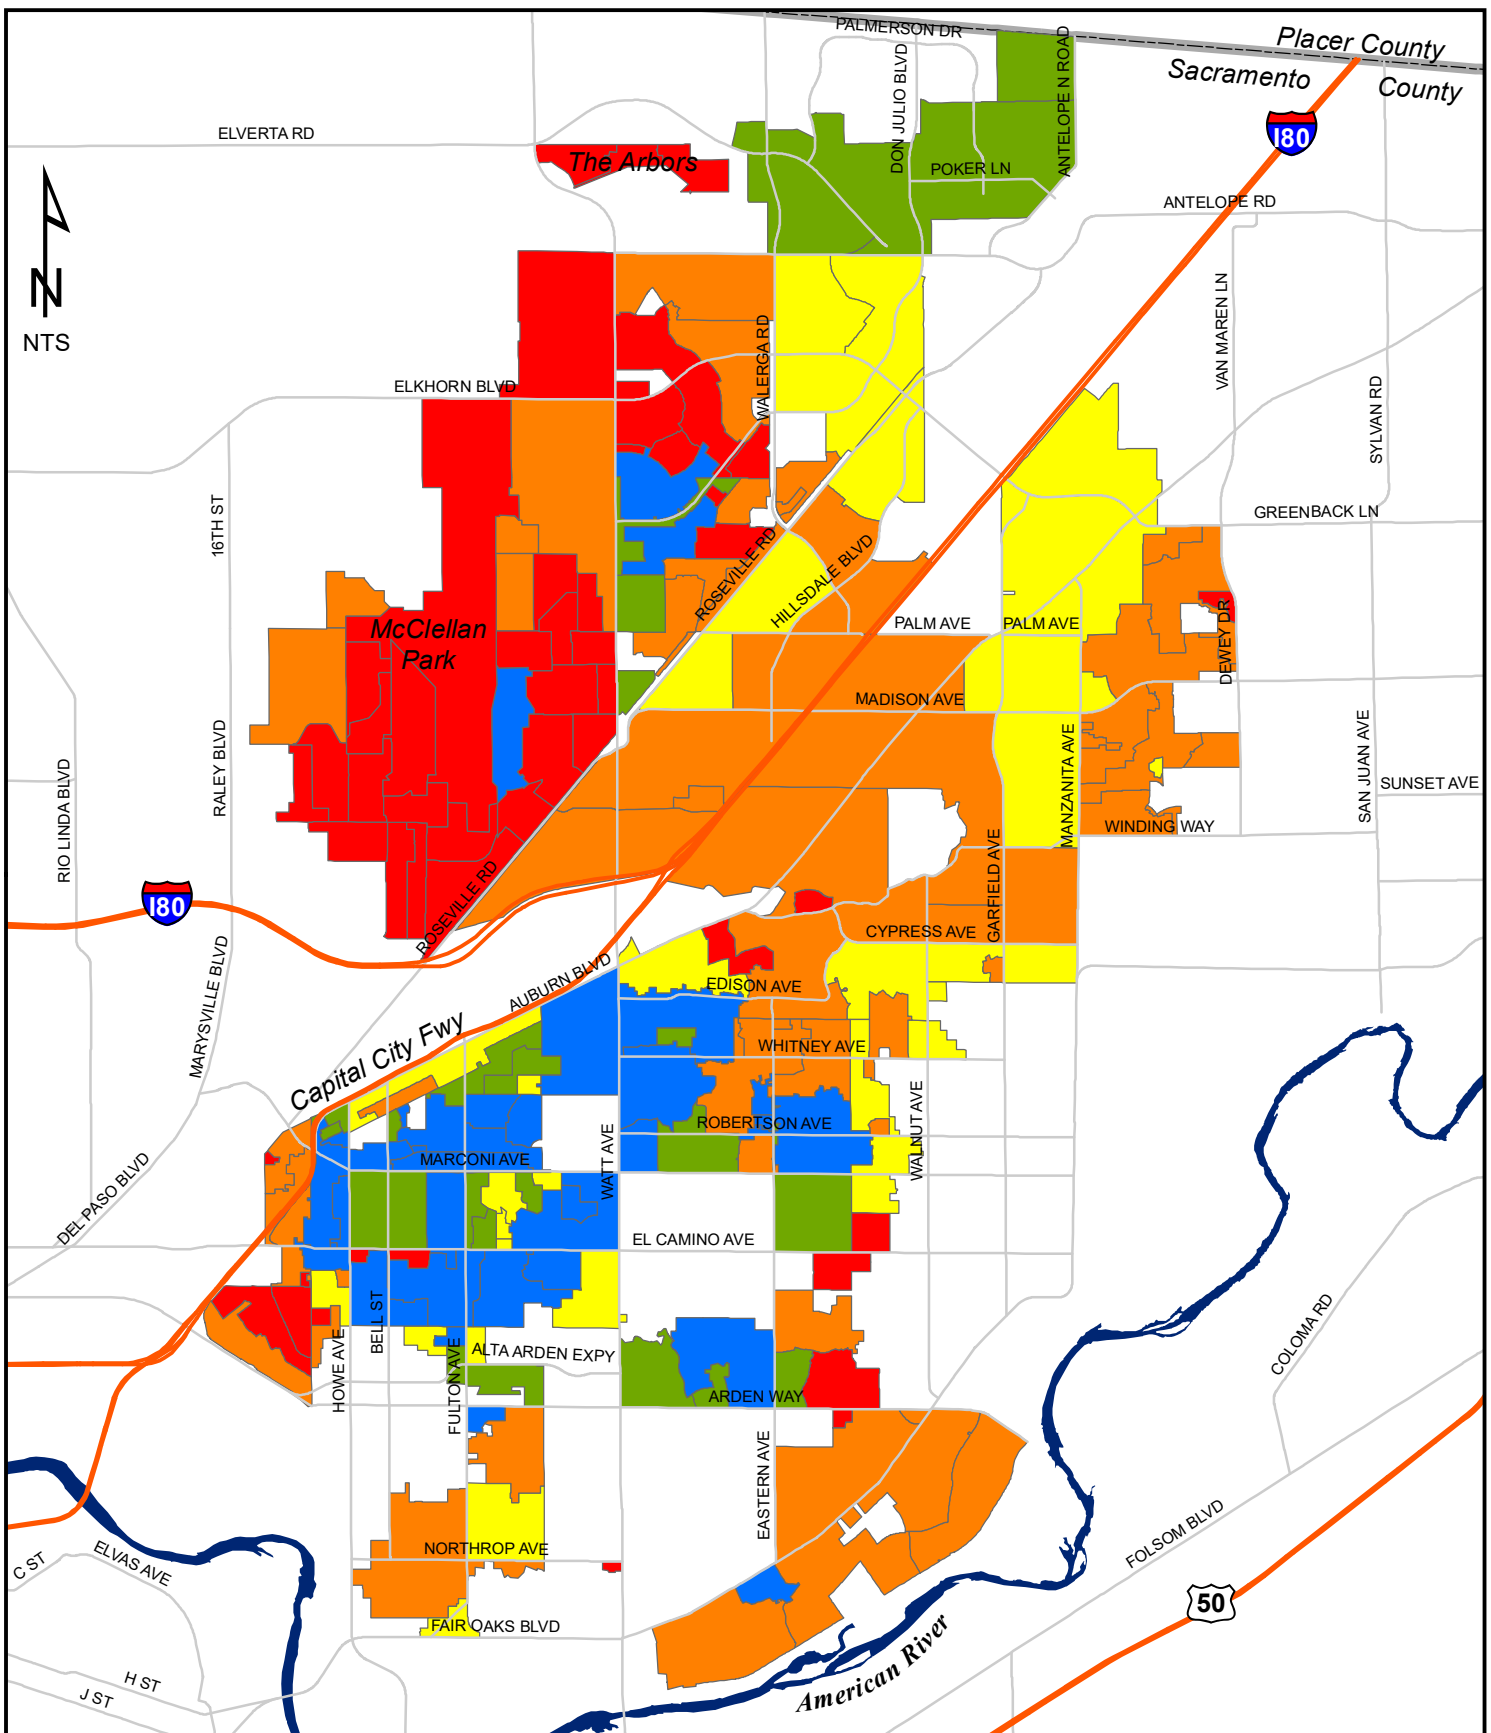 PALMERSON DR
Placer County
Sacramento
County
DON JULIO BLVD
ANTELOPE N ROAD
I80
ELVERTA RD
The Arbors
POKER LN
ANTELOPE RD
N
NTS
WALERGA RD
VAN MAREN LN
ELKHORN BLVD
SYLVAN RD
16TH ST
GREENBACK LN
ROSEVILLE RD
HILLSDALE BLVD
McClellan
Park
PALM AVE
PALM AVE
DEWEY DR
MADISON AVE
RALEY BLVD
RIO LINDA BLVD
MANZANITA AVE
SAN JUAN AVE
SUNSET AVE
WINDING WAY
GARFIELD AVE
I80
ROSEVILLE RD
CYPRESS AVE
MARYSVILLE BLVD
AUBURN BLVD
EDISON AVE
Capital City Fwy
WHITNEY AVE
WALNUT AVE
ROBERTSON AVE
MARCONI AVE
WATT AVE
DEL PASO BLVD
EL CAMINO AVE
BELL ST
HOWE AVE
FULTON AVE
ALTA ARDEN EXPY
COLOMA RD
ARDEN WAY
EASTERN AVE
FOLSOM BLVD
C ST
ELVAS AVE
NORTHROP AVE
50
FAIR OAKS BLVD
American River
H ST
J ST